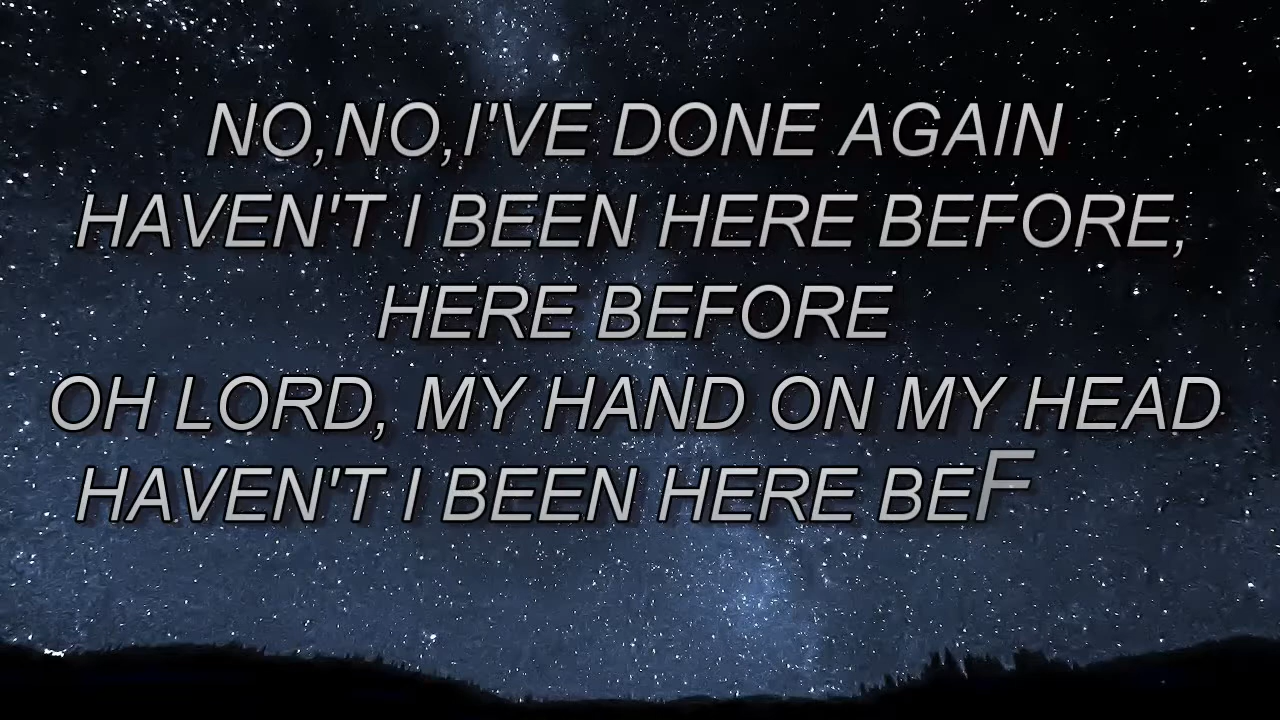 NO,NO,I'VE DONE AGAIN
HAVEN'T I BEEN HERE BEFORE,
HERE BEFORE
OH LORD, MY HAND ON MY HEAD
HAVEN'T I BEEN HERE BEF